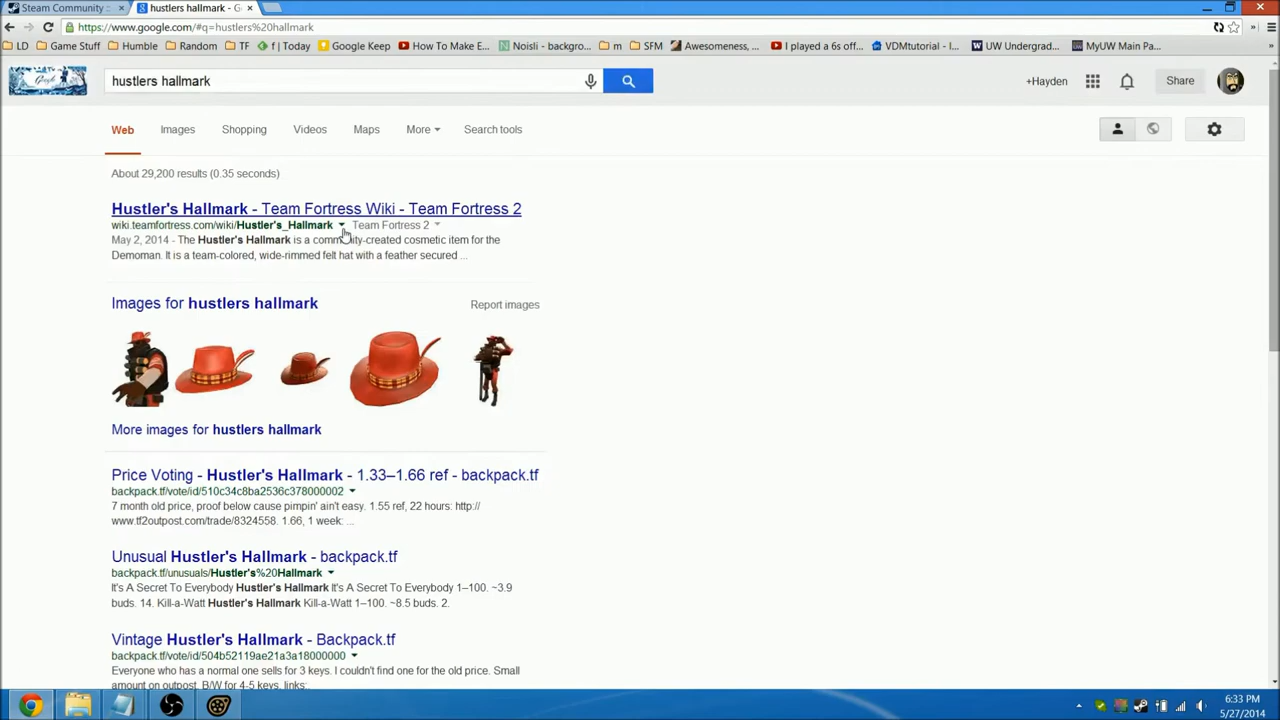 Steam Community ::
hustlers hallmark - G
https://www.google.com/#q=hustlers%20hallmark
LD Game Stuff Humble Random TF f | Today Google Keep How To Make E... Noisli - backgro... m SFM Awesomeness, ... I played a 6s off... VDMtutorial - I... UW Undergrad... MyUW Main Pa...
hustlers hallmark
+Hayden Share
Web Images Shopping Videos Maps More Search tools
About 29,200 results (0.35 seconds)
Hustler's Hallmark - Team Fortress Wiki - Team Fortress 2
wiki.teamfortress.com/wiki/Hustler's_Hallmark Team Fortress 2
May 2, 2014 - The Hustler's Hallmark is a cosmetic item for the
Demoman. It is a team-colored, wide-rimmed felt hat with a feather secured ...
Images for hustlers hallmark
Report images
More images for hustlers hallmark
Price Voting - Hustler's Hallmark - 1.33–1.66 ref - backpack.tf
backpack.tf/vote/id/510c34c8ba2536c378000002
7 month old price, proof below cause pimpin' ain't easy. 1.55 ref, 22 hours: http://
www.tf2outpost.com/trade/8324558. 1.66, 1 week: ...
Unusual Hustler's Hallmark - backpack.tf
backpack.tf/unusuals/Hustler's%20Hallmark
It's A Secret To Everybody Hustler's Hallmark It's A Secret To Everybody 1–100. ~3.9
buds. 14. Kill-a-Watt Hustler's Hallmark Kill-a-Watt 1–100. ~8.5 buds. 2.
Vintage Hustler's Hallmark - Backpack.tf
backpack.tf/vote/id/504b52119ae21a3a18000000
Everyone who has a normal one sells for 3 keys. I couldn't find one for the old price. Small
amount on outpost. B/W for 4-5 keys, links:
6:33 PM
5/27/2014